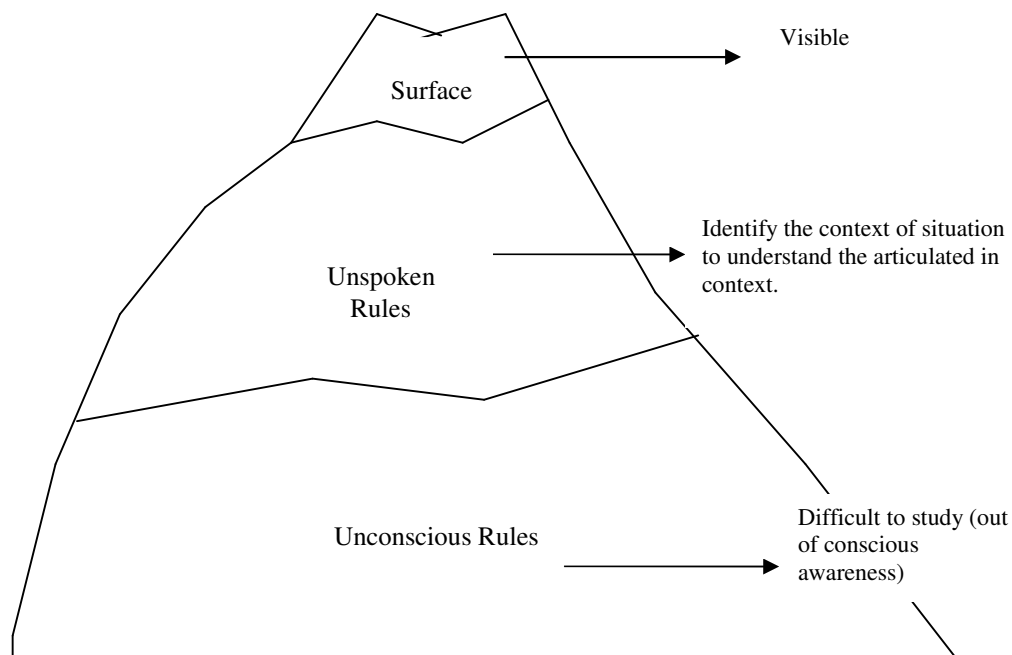 Visible
Surface
Identify the context of situation
to understand the articulated in
context.
Unspoken
Rules
Difficult to study (out
of conscious
awareness)
Unconscious Rules